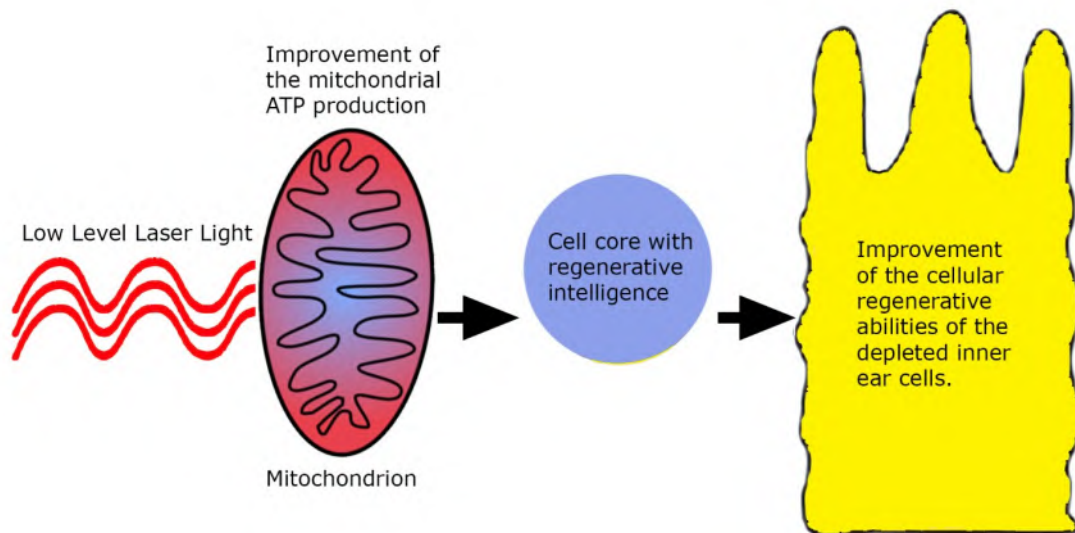 Improvement of
the mitchondrial
ATP production
Low Level Laser Light
Mitochondrion
Cell core with
regenerative
intelligence
Improvement
of the cellular
regenerative
abilities of the
depleted inner
ear cells.